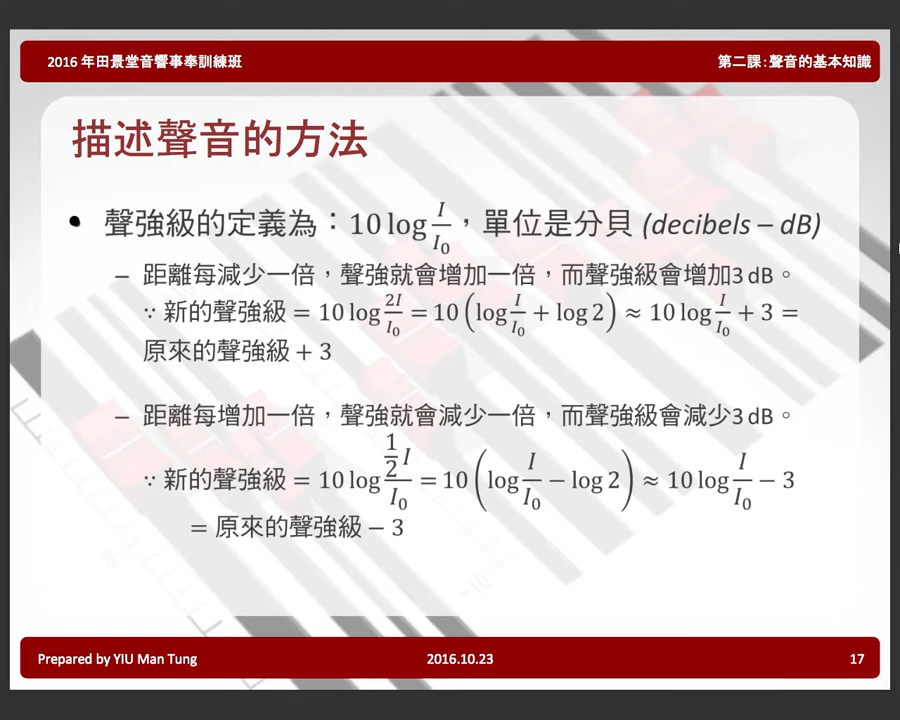 2016 年田景堂音響事奉訓練班
第二課：聲音的基本知識
描述聲音的方法
• 聲強級的定義為：10 log I/I₀，單位是分貝 (decibels – dB)
– 距離每減少一倍，聲強就會增加一倍，而聲強級會增加3 dB。
∵ 新的聲強級 = 10 log 2I/I₀ = 10 (log I/I₀ + log 2) ≈ 10 log I/I₀ + 3 =
原來的聲強級 + 3
– 距離每增加一倍，聲強就會減少一倍，而聲強級會減少3 dB。
∵ 新的聲強級 = 10 log ½I/I₀ = 10 (log I/I₀ − log 2) ≈ 10 log I/I₀ − 3
= 原來的聲強級 − 3
Prepared by YIU Man Tung
2016.10.23
17